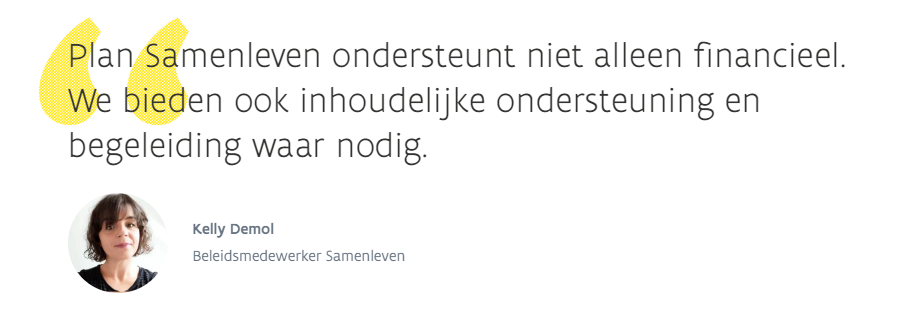 Plan Samenleven ondersteunt niet alleen financieel.
We bieden ook inhoudelijke ondersteuning en
begeleiding waar nodig.
Kelly Demol
Beleidsmedewerker Samenleven